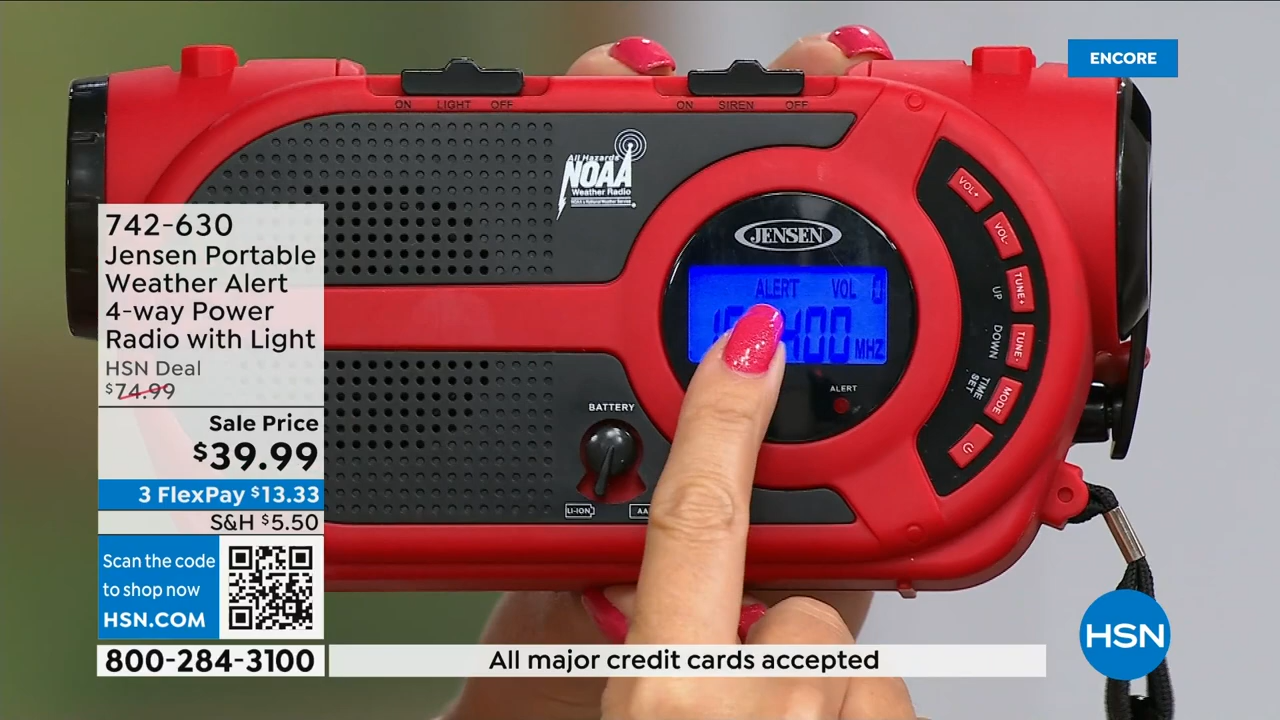 ENCORE
ON LIGHT OFF
ON SIREN OFF
All Hazards
NOAA
Weather Radio
JENSEN
ALERT VOL 0
MHZ
ALERT
VOL+
VOL-
TUNE+
UP
TUNE-
DOWN
MODE
TIME SET
BATTERY
LI-ION
AA
742-630
Jensen Portable
Weather Alert
4-way Power
Radio with Light
HSN Deal
$74.99
Sale Price
$39.99
3 FlexPay $13.33
S&H $5.50
Scan the code
to shop now
HSN.COM
HSN
800-284-3100
All major credit cards accepted